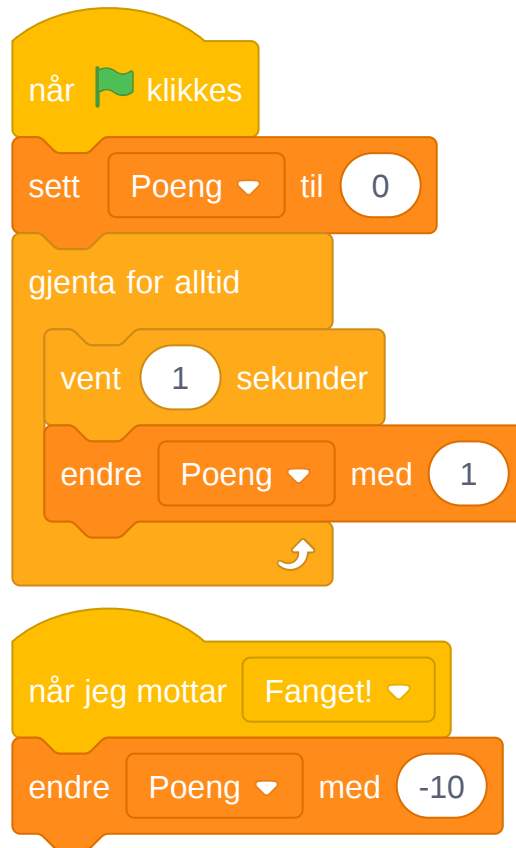 når klikkes
sett Poeng til 0
gjenta for alltid
vent 1 sekunder
endre Poeng med 1
når jeg mottar Fanget!
endre Poeng med -10